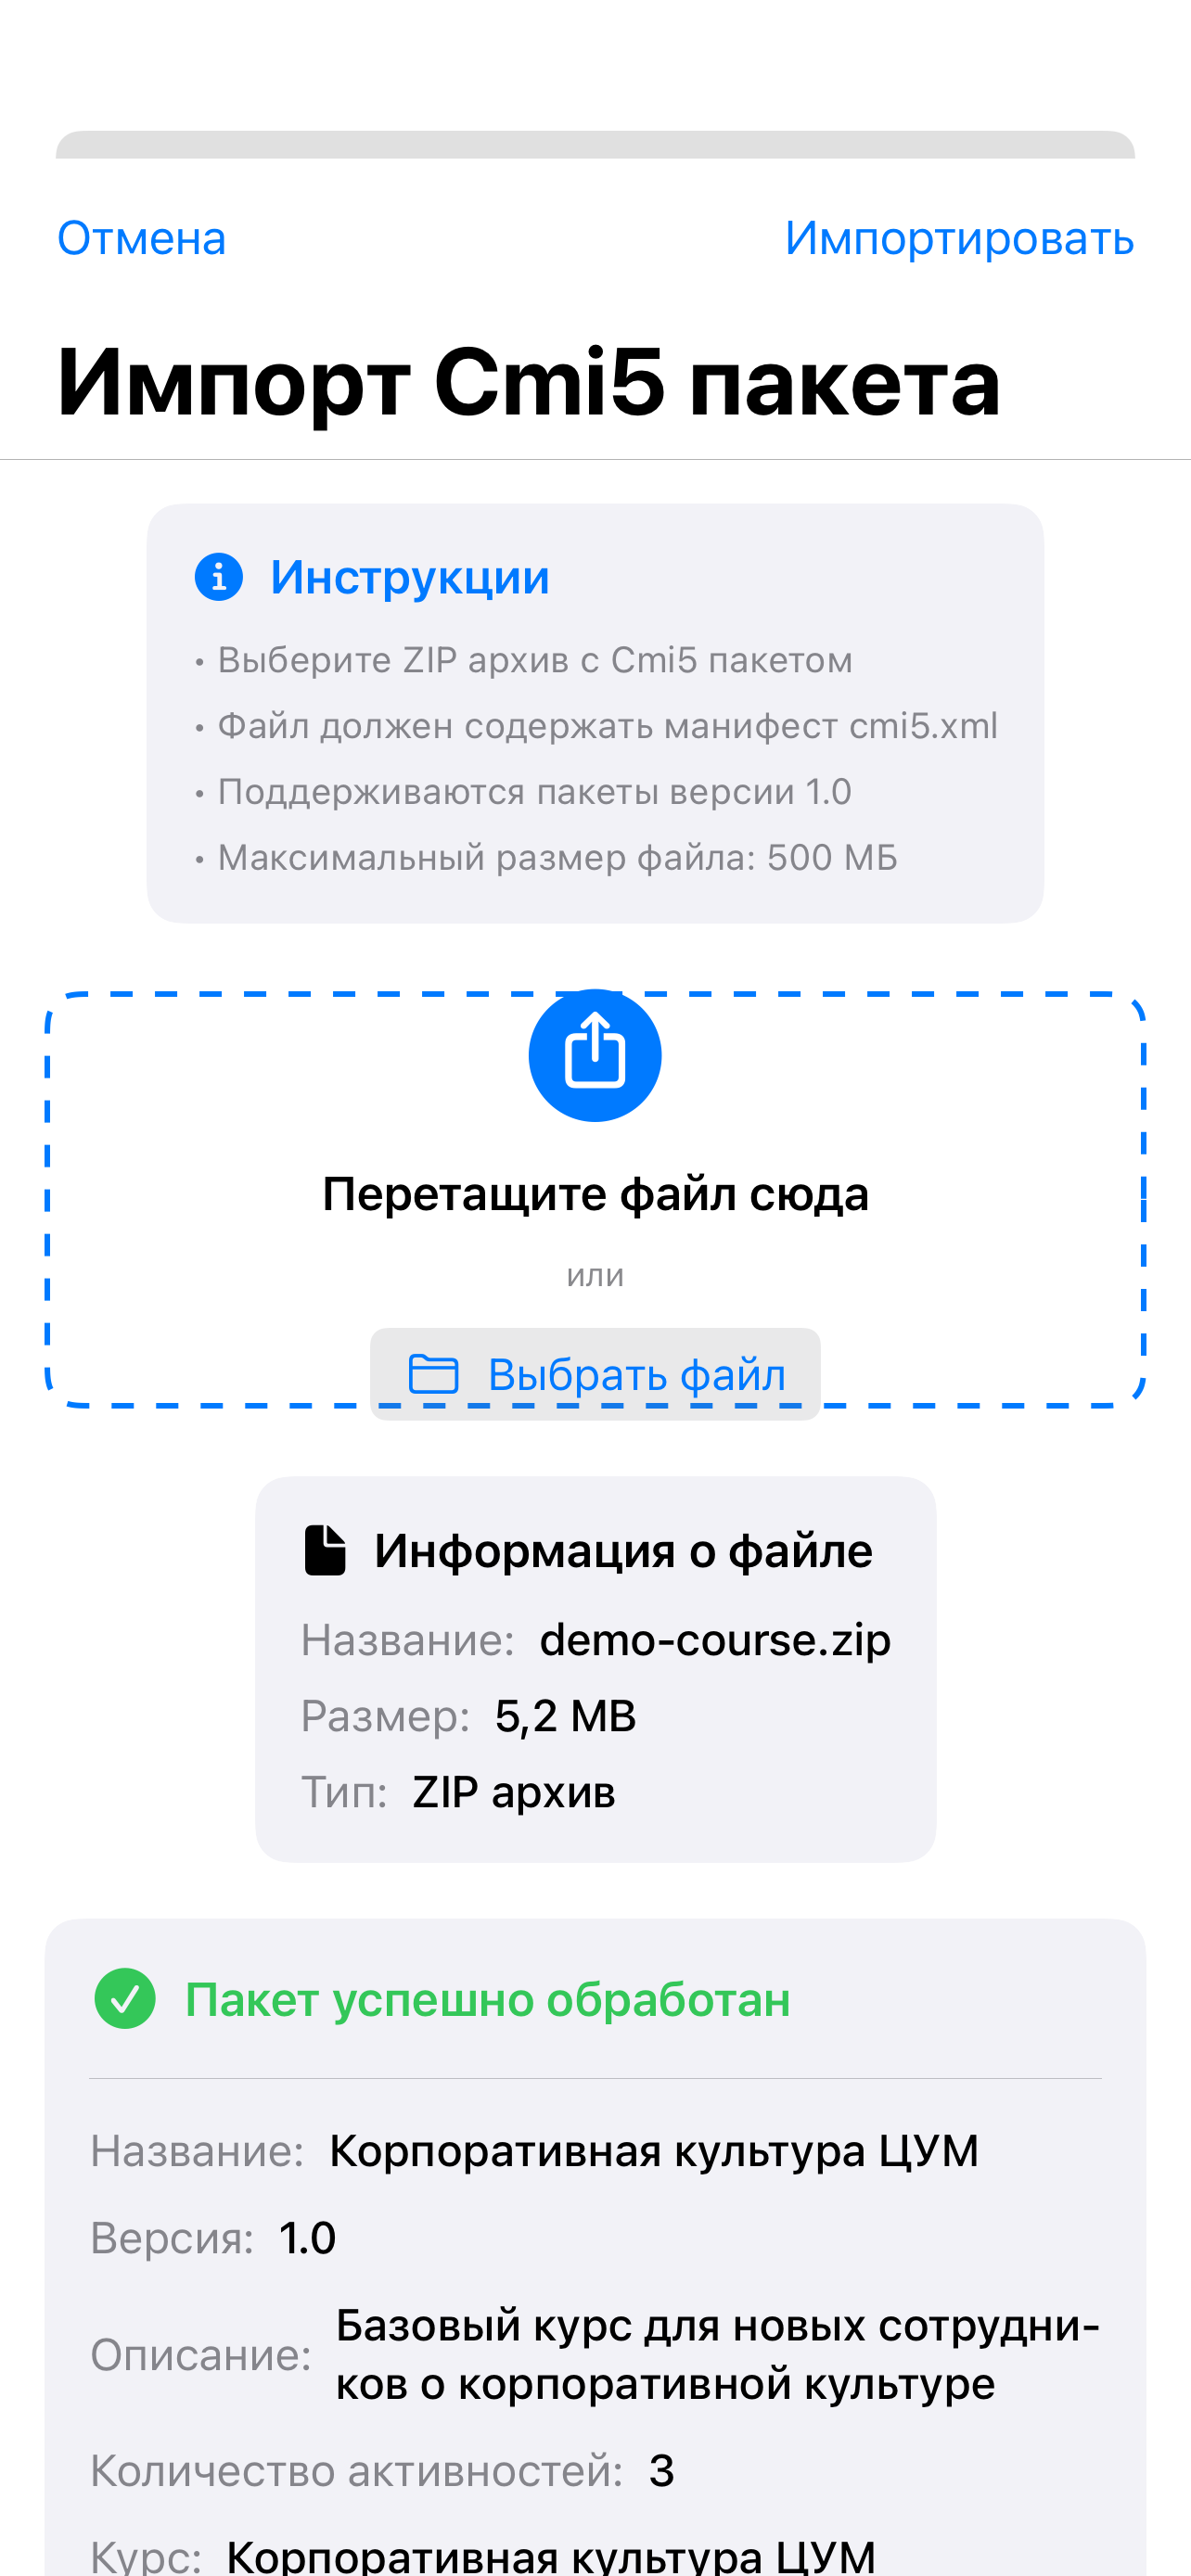 Отмена
Импортировать
Импорт Cmi5 пакета
Инструкции
• Выберите ZIP архив с Cmi5 пакетом
• Файл должен содержать манифест cmi5.xml
• Поддерживаются пакеты версии 1.0
• Максимальный размер файла: 500 МБ
Перетащите файл сюда
или
Выбрать файл
Информация о файле
Название: demo-course.zip
Размер: 5,2 MB
Тип: ZIP архив
Пакет успешно обработан
Название: Корпоративная культура ЦУМ
Версия: 1.0
Описание: Базовый курс для новых сотрудни-
ков о корпоративной культуре
Количество активностей: 3
Курс: Корпоративная культура ЦУМ